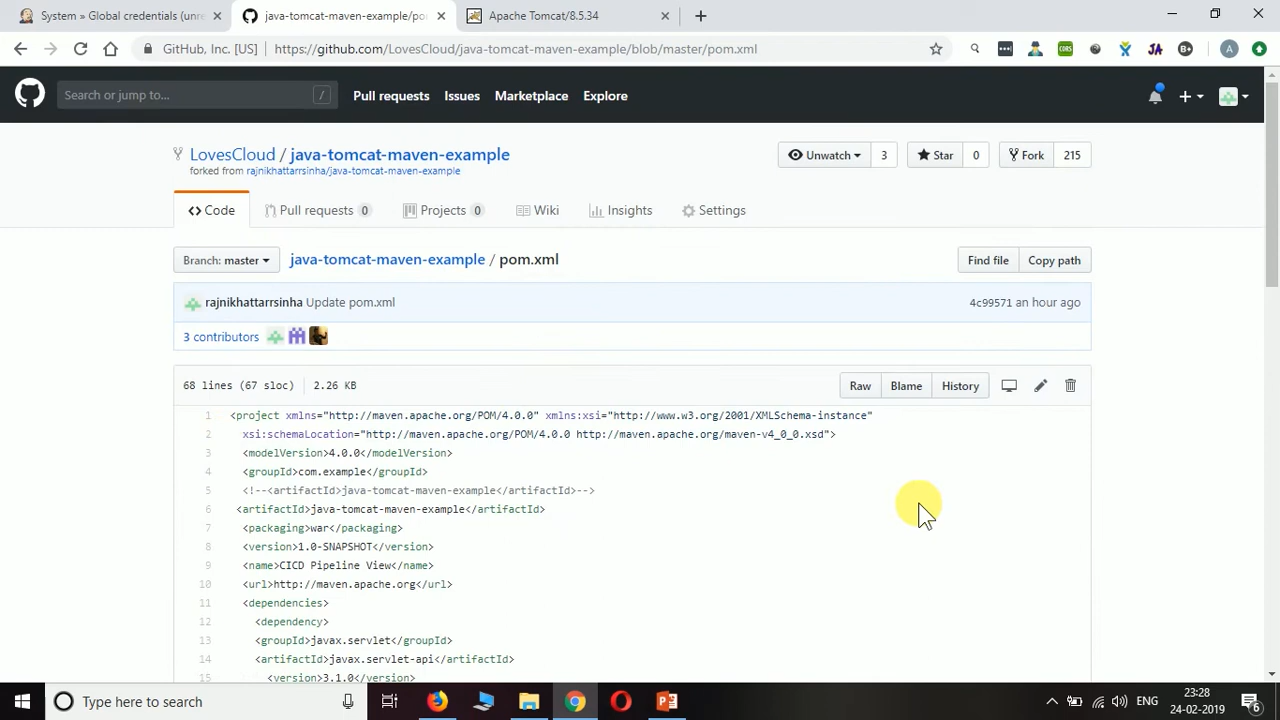 System » Global credentials (unre
java-tomcat-maven-example/po
Apache Tomcat/8.5.34
GitHub, Inc. [US]
https://github.com/LovesCloud/java-tomcat-maven-example/blob/master/pom.xml
Search or jump to...
/
Pull requests
Issues
Marketplace
Explore
LovesCloud / java-tomcat-maven-example
forked from rajnikhattarrsinha/java-tomcat-maven-example
Unwatch 3
Star 0
Fork 215
Code
Pull requests 0
Projects 0
Wiki
Insights
Settings
Branch: master
java-tomcat-maven-example / pom.xml
Find file
Copy path
rajnikhattarrsinha Update pom.xml
4c99571 an hour ago
3 contributors
68 lines (67 sloc)
2.26 KB
Raw
Blame
History
1 <project xmlns="http://maven.apache.org/POM/4.0.0" xmlns:xsi="http://www.w3.org/2001/XMLSchema-instance"
2 xsi:schemaLocation="http://maven.apache.org/POM/4.0.0 http://maven.apache.org/maven-v4_0_0.xsd">
3 <modelVersion>4.0.0</modelVersion>
4 <groupId>com.example</groupId>
5 <!--<artifactId>java-tomcat-maven-example</artifactId>-->
6 <artifactId>java-tomcat-maven-example</artifactId>
7 <packaging>war</packaging>
8 <version>1.0-SNAPSHOT</version>
9 <name>CICD Pipeline View</name>
10 <url>http://maven.apache.org</url>
11 <dependencies>
12 <dependency>
13 <groupId>javax.servlet</groupId>
14 <artifactId>javax.servlet-api</artifactId>
15 <version>3.1.0</version>
Type here to search
ENG
23:28
24-02-2019
6